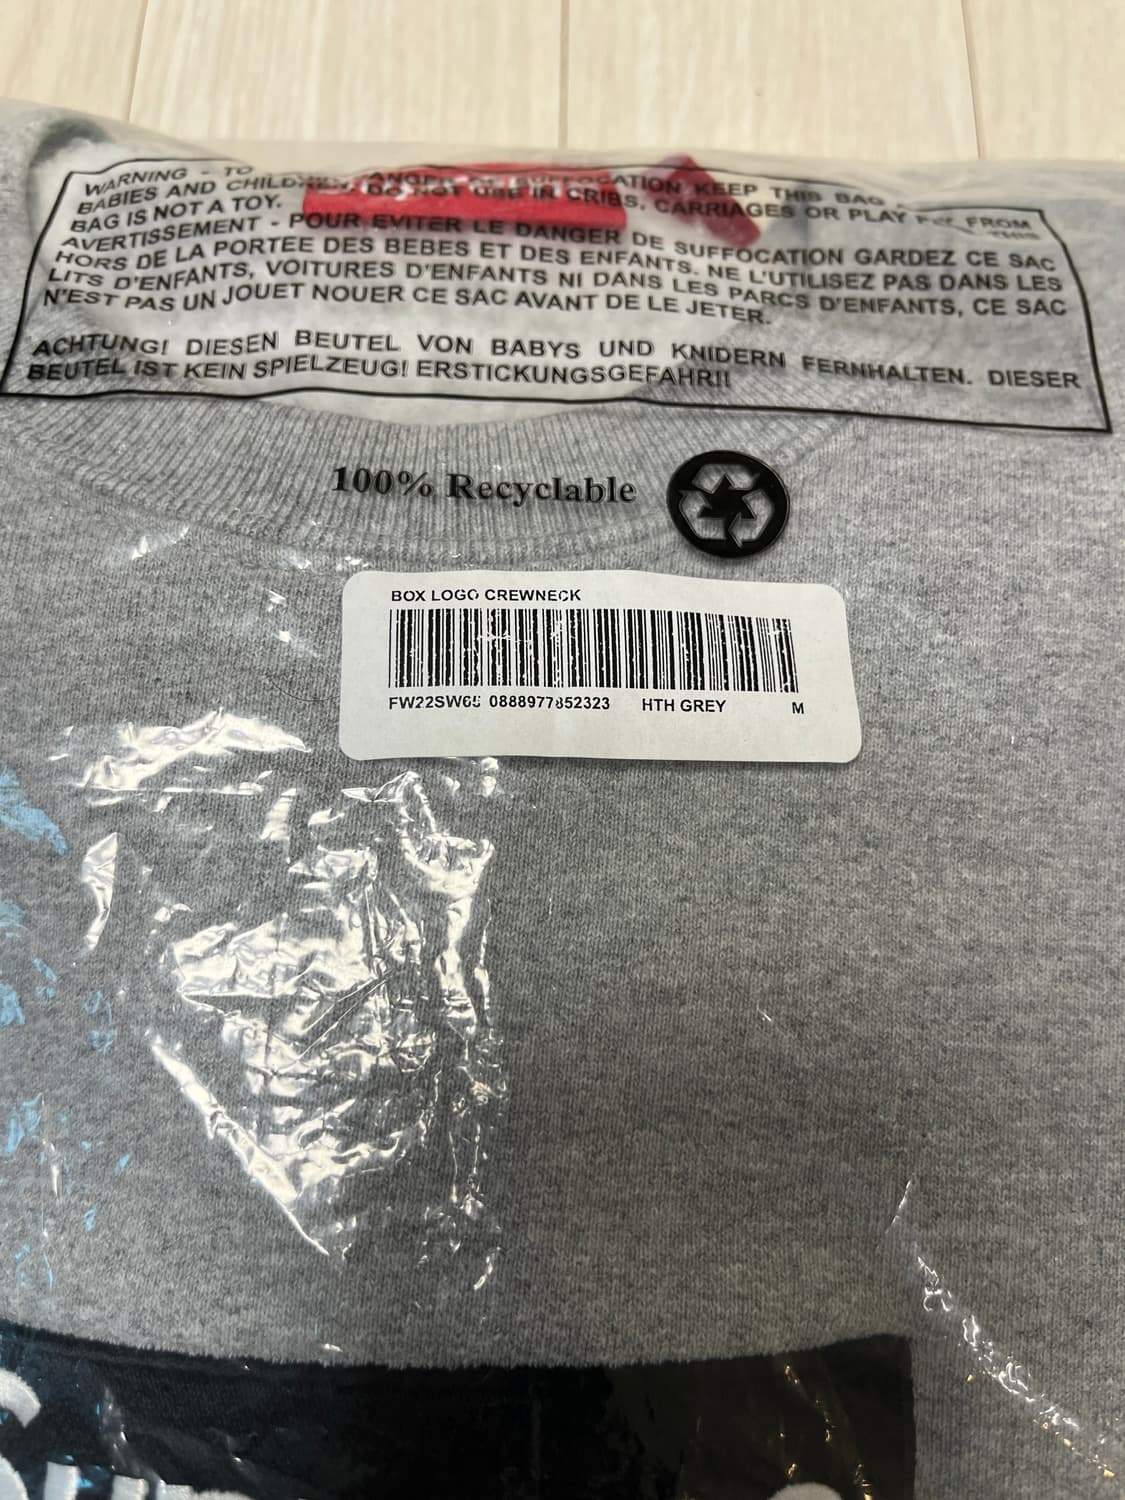 WARNING - TO DANGER OF SUFFOCATION KEEP THIS BAG FROM
BABIES AND CHILDREN. DO NOT USE IN CRIBS, CARRIAGES OR PLAY
BAG IS NOT A TOY.
AVERTISSEMENT - POUR EVITER LE DANGER DE SUFFOCATION GARDEZ CE SAC
HORS DE LA PORTEE DES BEBES ET DES ENFANTS. NE L'UTILISEZ PAS DANS LES
LITS D'ENFANTS, VOITURES D'ENFANTS NI DANS LES PARCS D'ENFANTS, CE SAC
N'EST PAS UN JOUET NOUER CE SAC AVANT DE LE JETER.
ACHTUNG! DIESEN BEUTEL VON BABYS UND KNIDERN FERNHALTEN. DIESER
BEUTEL IST KEIN SPIELZEUG! ERSTICKUNGSGEFAHR!!
100% Recyclable
BOX LOGO CREWNECK
FW22SW65 0888977852323 HTH GREY M